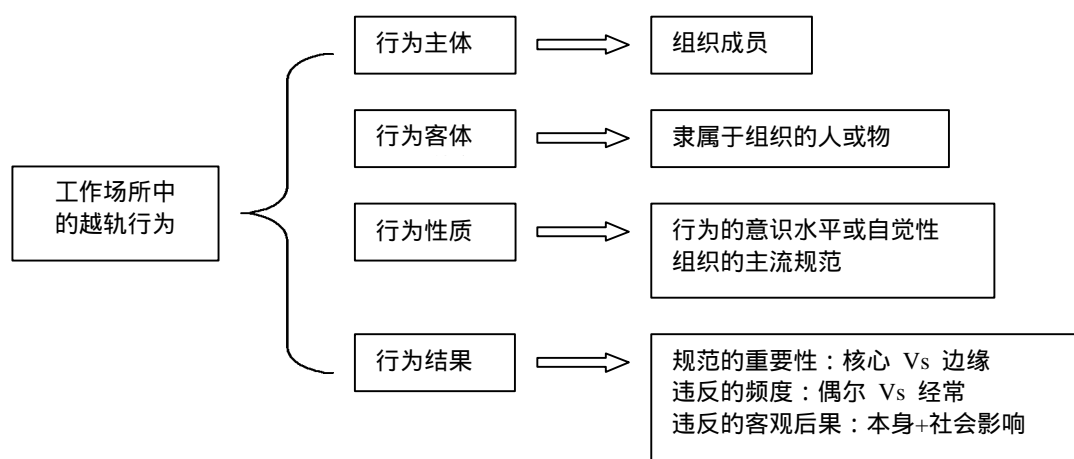 行为主体
组织成员
行为客体
隶属于组织的人或物
工作场所中
的越轨行为
行为性质
行为的意识水平或自觉性
组织的主流规范
行为结果
规范的重要性：核心 Vs 边缘
违反的频度：偶尔 Vs 经常
违反的客观后果：本身+社会影响